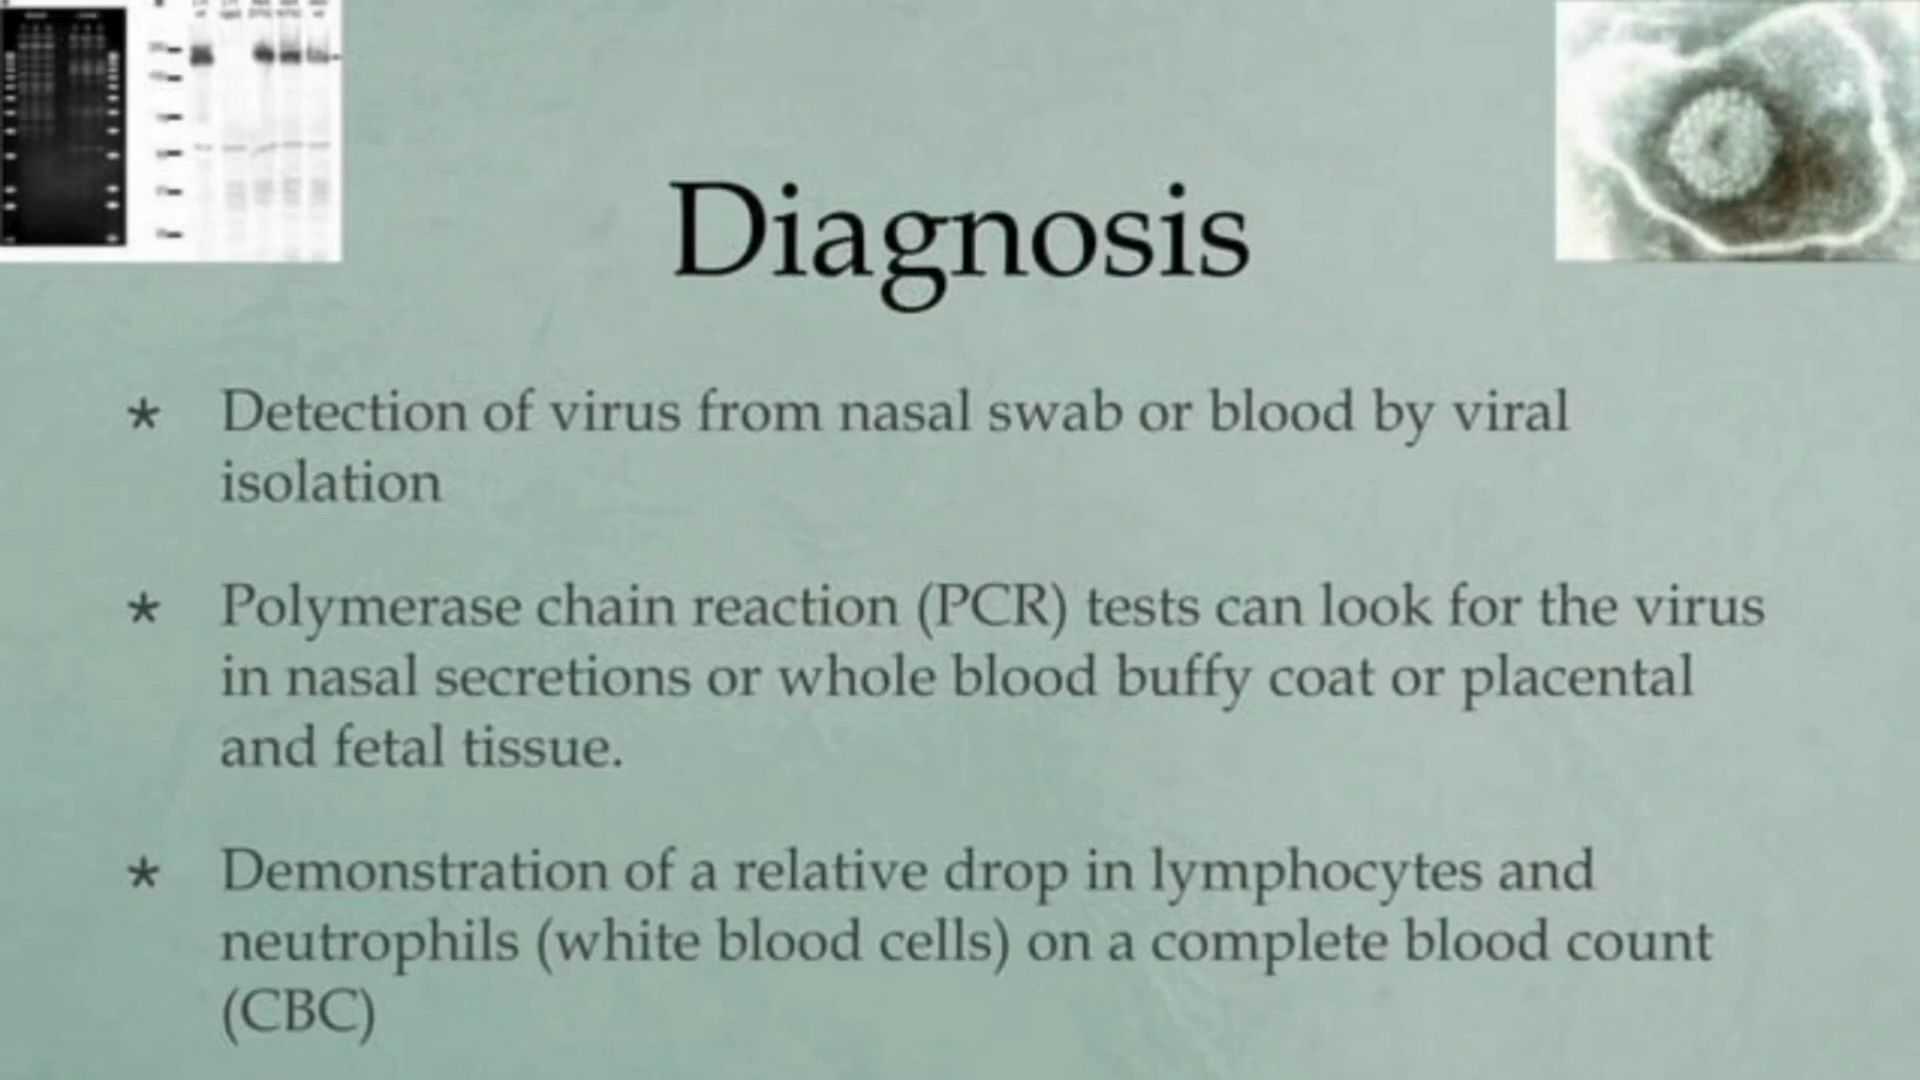 Diagnosis
* Detection of virus from nasal swab or blood by viral
isolation
* Polymerase chain reaction (PCR) tests can look for the virus
in nasal secretions or whole blood buffy coat or placental
and fetal tissue.
* Demonstration of a relative drop in lymphocytes and
neutrophils (white blood cells) on a complete blood count
(CBC)